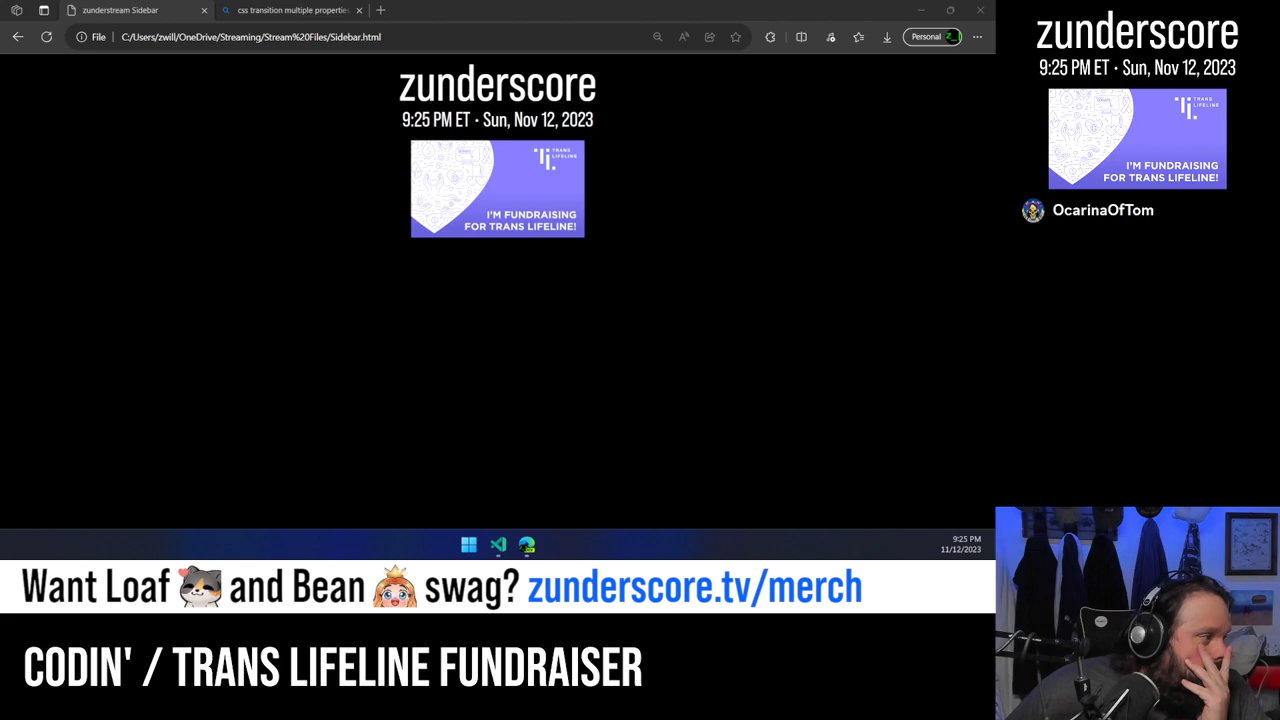 zunderstream Sidebar
css transition multiple properties
File
C:/Users/zwill/OneDrive/Streaming/Stream%20Files/Sidebar.html
Personal
zunderscore
9:25 PM ET · Sun, Nov 12, 2023
TRANS
LIFELINE
I'M FUNDRAISING
FOR TRANS LIFELINE!
zunderscore
9:25 PM ET · Sun, Nov 12, 2023
TRANS
LIFELINE
I'M FUNDRAISING
FOR TRANS LIFELINE!
OcarinaOfTom
9:25 PM
11/12/2023
Want Loaf and Bean swag? zunderscore.tv/merch
CODIN' / TRANS LIFELINE FUNDRAISER